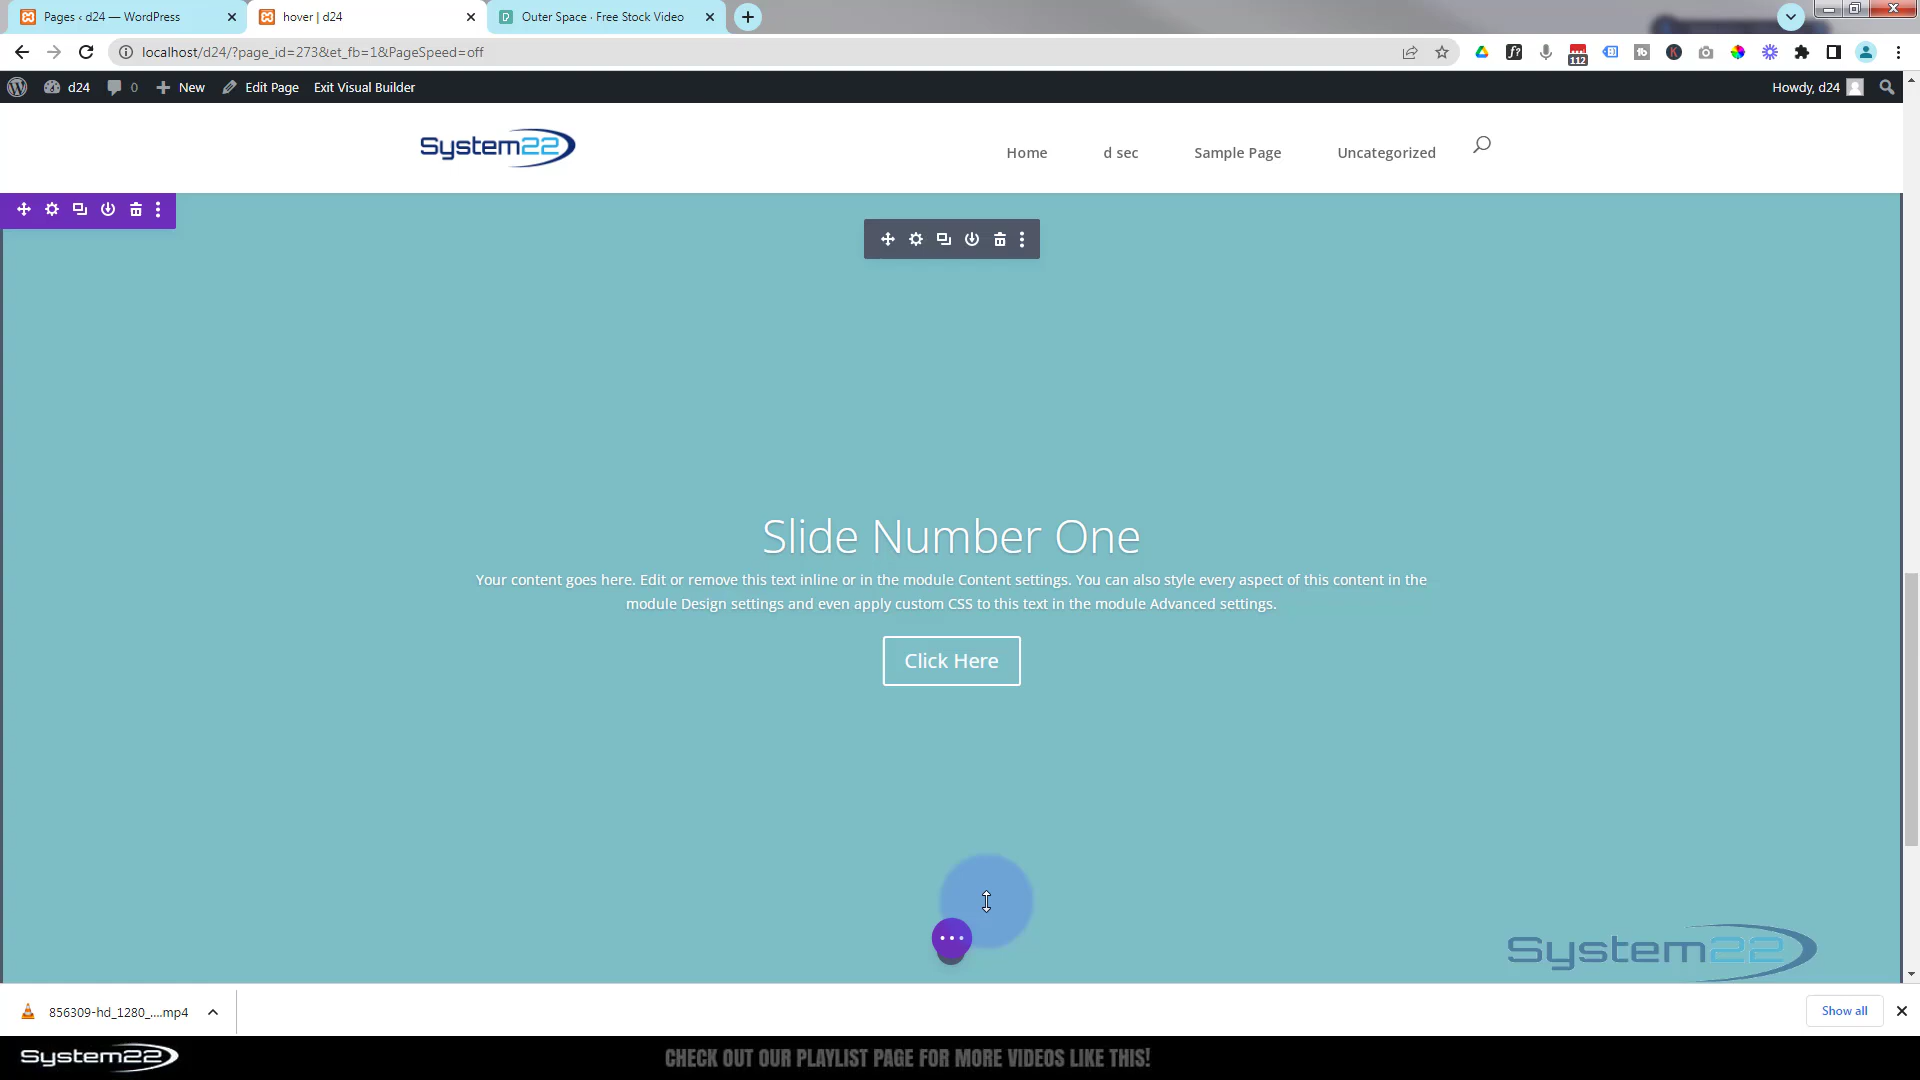 Pages ‹ d24 — WordPress
hover | d24
Outer Space · Free Stock Video
localhost/d24/?page_id=273&et_fb=1&PageSpeed=off
112
d24
0
New
Edit Page
Exit Visual Builder
Howdy, d24
System22
Home
d sec
Sample Page
Uncategorized
Slide Number One
Your content goes here. Edit or remove this text inline or in the module Content settings. You can also style every aspect of this content in the
module Design settings and even apply custom CSS to this text in the module Advanced settings.
Click Here
System22
856309-hd_1280_....mp4
Show all
System22
CHECK OUT OUR PLAYLIST PAGE FOR MORE VIDEOS LIKE THIS!